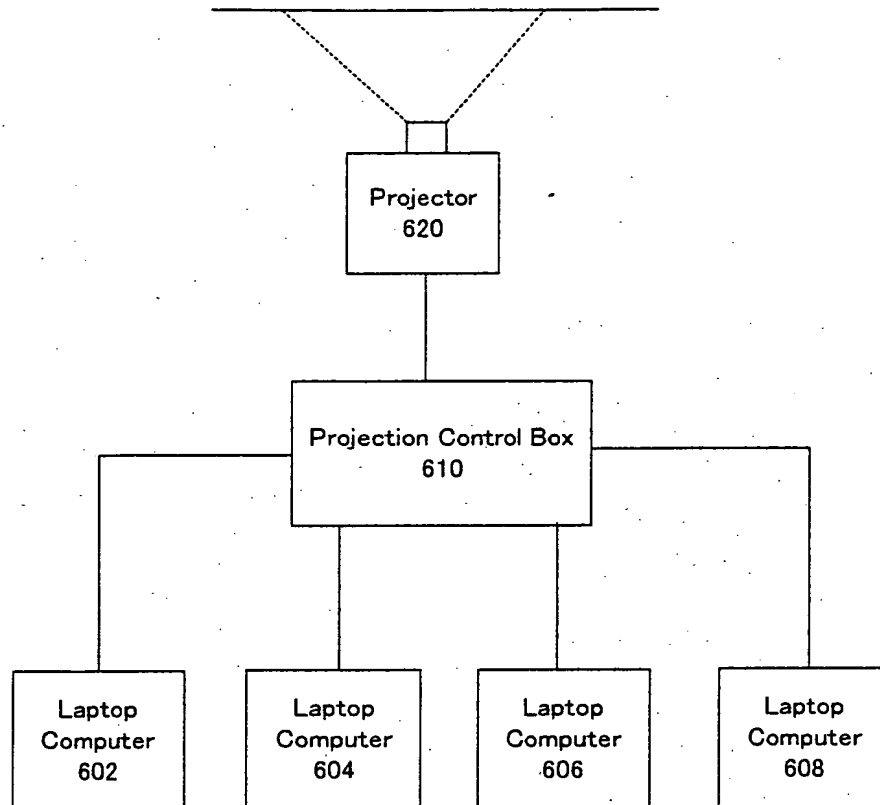 Projector
620
Projection Control Box
610
Laptop
Computer
602
Laptop
Computer
604
Laptop
Computer
606
Laptop
Computer
608